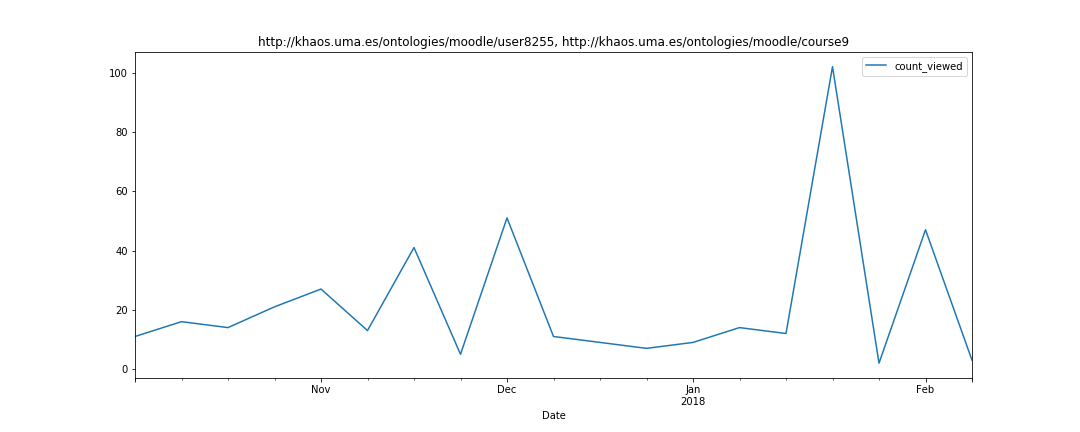 http://khaos.uma.es/ontologies/moodle/user8255, http://khaos.uma.es/ontologies/moodle/course9
count_viewed
100
80
60
40
20
0
Nov
Dec
Jan
2018
Feb
Date